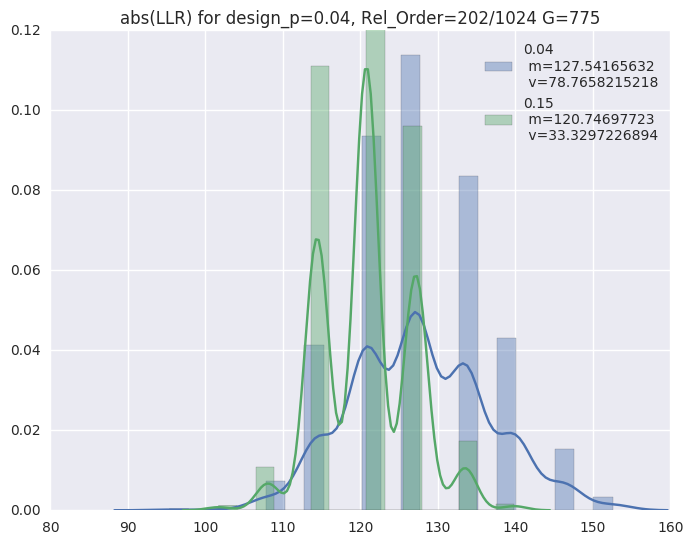 abs(LLR) for design_p=0.04, Rel_Order=202/1024 G=775
0.12
0.10
0.08
0.06
0.04
0.02
0.00
0.04
m=127.54165632
v=78.7658215218
0.15
m=120.74697723
v=33.3297226894
80 90 100 110 120 130 140 150 160